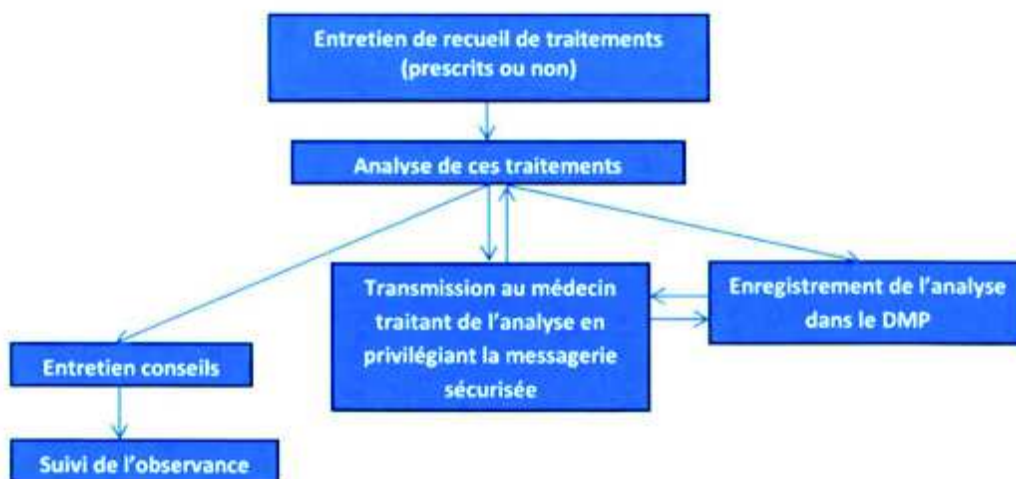 Entretien de recueil de traitements
(prescrits ou non)
Analyse de ces traitements
Transmission au médecin
traitant de l'analyse en
privilégiant la messagerie
sécurisée
Enregistrement de l'analyse
dans le DMP
Entretien conseils
Suivi de l'observance